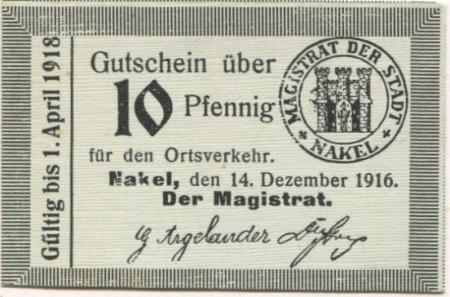 Gültig bis 1. April 1918
Gutschein über
10 Pfennig
für den Ortsverkehr.
Nakel, den 14. Dezember 1916.
Der Magistrat.
Argelander
MAGISTRAT DER STADT
* NAKEL *